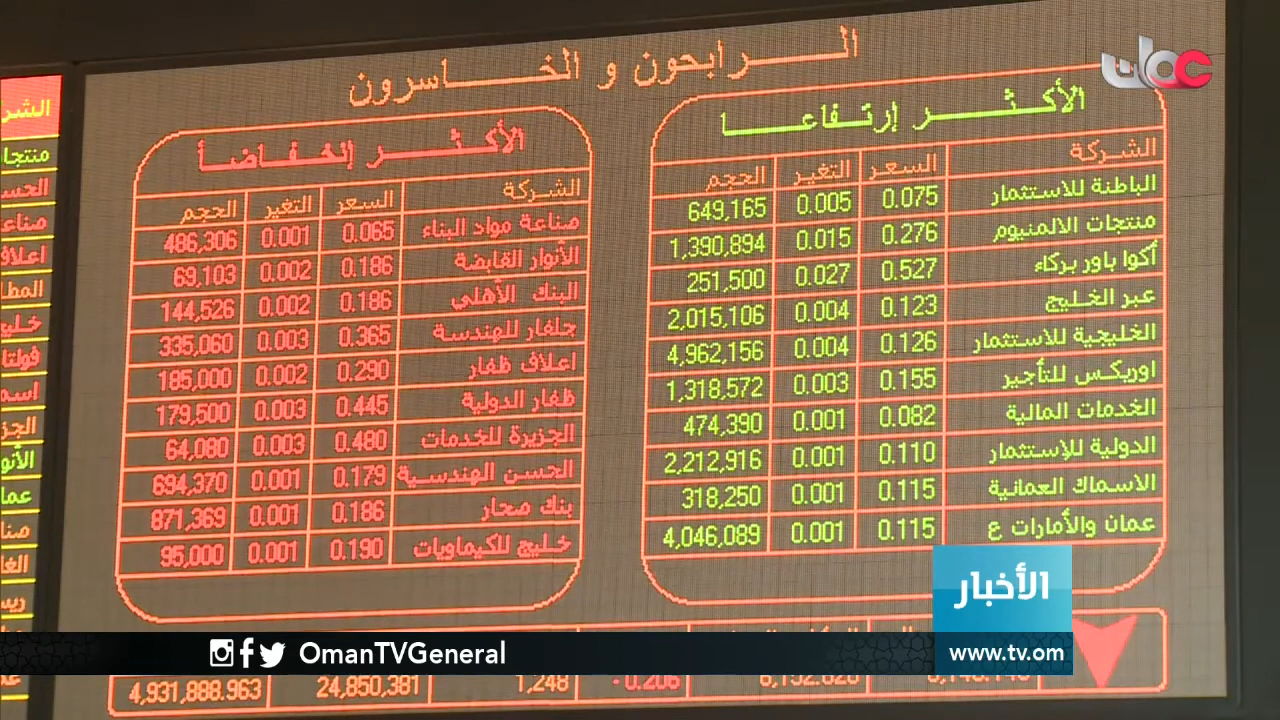 عمان
الـــرابحون و الخـــاسرون
الأكـثـــر إرتـفـاعـــا
الشركة السعر التغير الحجم
الباطنة للاستثمار 0.075 0.005 649,165
منتجات الالمنيوم 0.276 0.015 1,390,894
أكوا باور بركاء 0.527 0.027 251,500
عبر الخليج 0.123 0.004 2,015,106
الخليجية للاستثمار 0.126 0.004 4,962,156
اوريكس للتأجير 0.155 0.003 1,318,572
الخدمات المالية 0.082 0.001 474,390
الدولية للإستثمار 0.110 0.001 2,212,916
الاسماك العمانية 0.115 0.001 318,250
عمان والأمارات ع 0.115 0.001 4,046,089
الأكـثـــر إنخـفـاضـأ
الشركة السعر التغير الحجم
صناعة مواد البناء 0.065 0.001 486,306
الأنوار القابضة 0.186 0.002 69,103
البنك الأهلي 0.186 0.002 144,526
جلفار للهندسة 0.365 0.003 335,060
اعلاف ظفار 0.290 0.002 185,000
ظفار الدولية 0.445 0.003 179,500
الجزيرة للخدمات 0.480 0.003 64,080
الحسن الهندسية 0.179 0.001 694,370
بنك صحار 0.186 0.001 871,369
خليج للكيماويات 0.190 0.001 95,000
- 0.206 1,248 24,850,381 4,931,888.963
الأخبار
www.tv.om
OmanTVGeneral